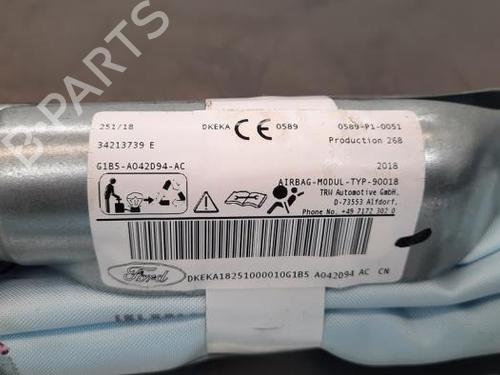 B-PARTS
251/18 DKEKA CE 0589 0589-P1-0051
34213739 E Production 268
G1B5-A042D94-AC 2018
AIRBAG-MODUL-TYP-90018
TRW Automotive GmbH,
D-73553 Alfdorf,
Phone No. +49 7172 302 0
Ford DKEKA18251000010G1B5 A042D94 AC CN